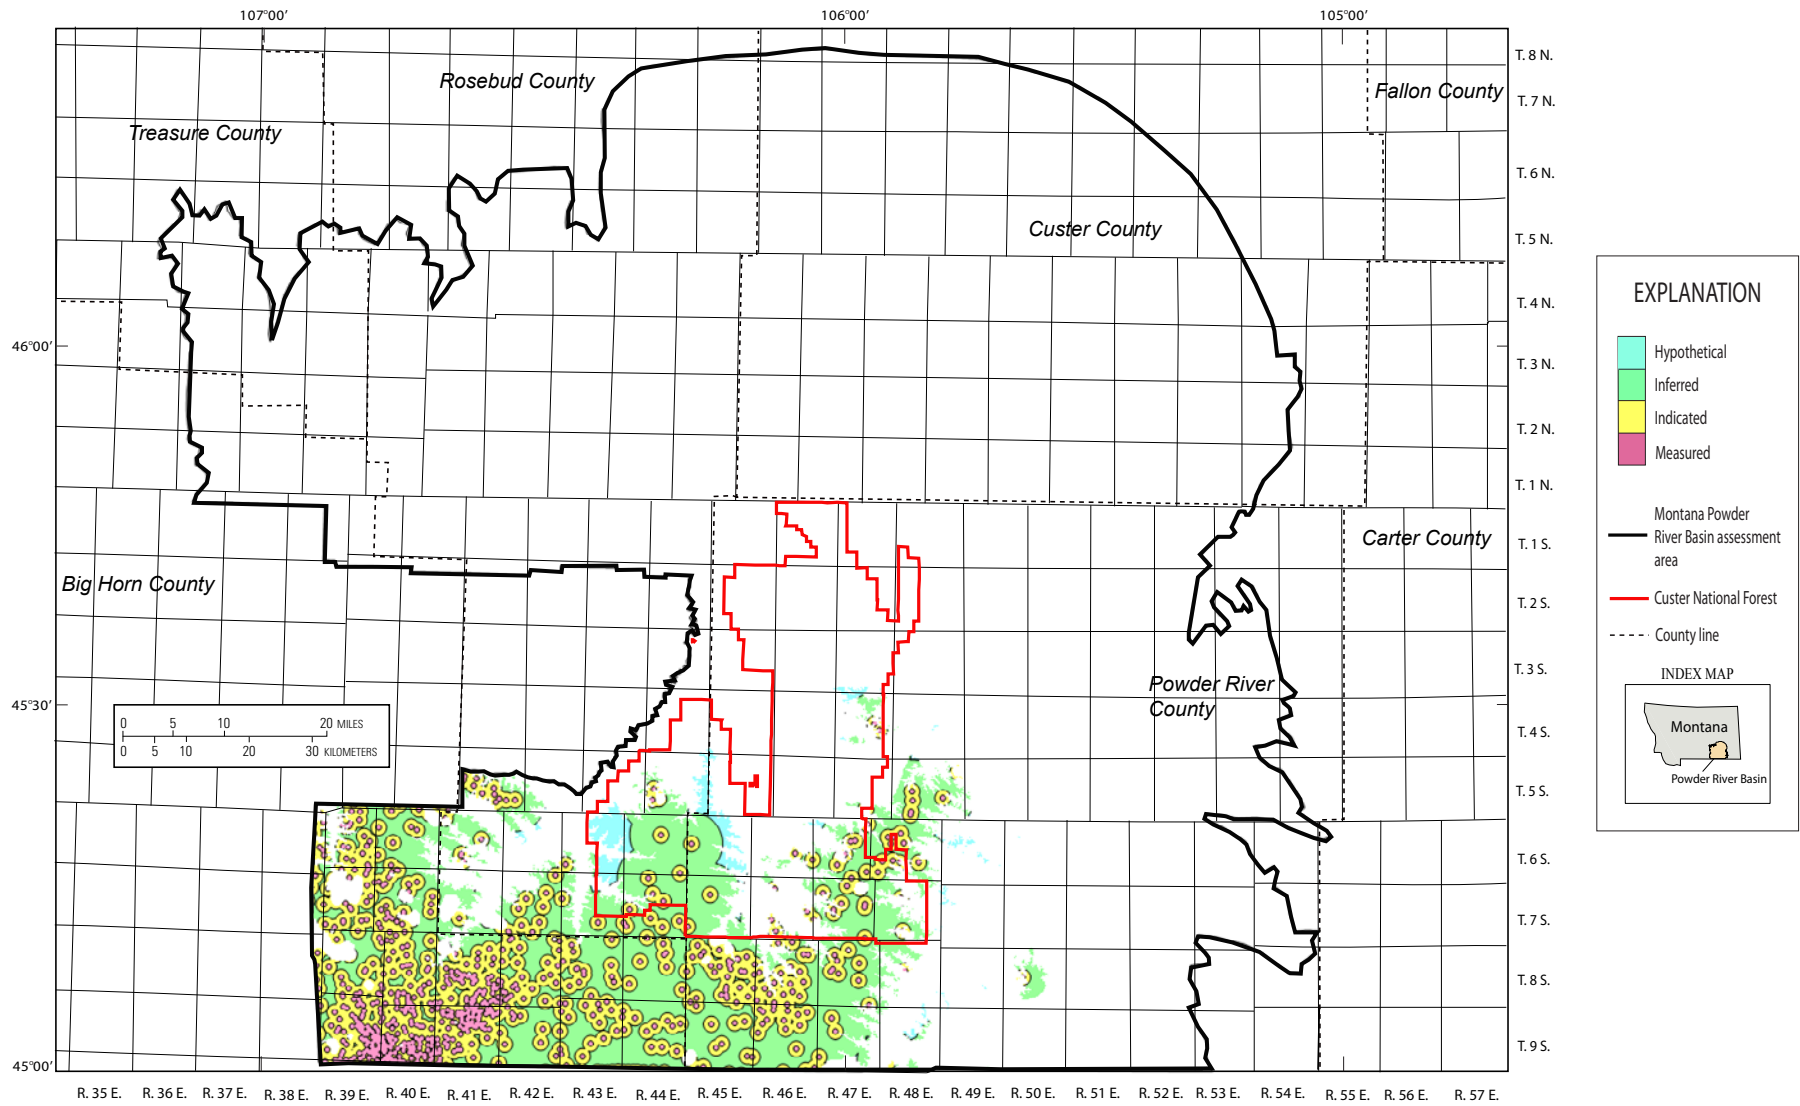 107°00’
106°00’
105°00’
T. 8 N.
T. 7 N.
T. 6 N.
T. 5 N.
T. 4 N.
T. 3 N.
T. 2 N.
T. 1 N.
T. 1 S.
T. 2 S.
T. 3 S.
T. 4 S.
T. 5 S.
T. 6 S.
T. 7 S.
T. 8 S.
T. 9 S.
Rosebud County
Fallon County
Treasure County
Custer County
46°00’
Carter County
Big Horn County
Powder River
County
45°30’
0 5 10 20 MILES
0 5 10 20 30 KILOMETERS
45°00’
R. 35 E. R. 36 E. R. 37 E. R. 38 E. R. 39 E. R. 40 E. R. 41 E. R. 42 E. R. 43 E. R. 44 E. R. 45 E. R. 46 E. R. 47 E. R. 48 E. R. 49 E. R. 50 E. R. 51 E. R. 52 E. R. 53 E. R. 54 E. R. 55 E. R. 56 E. R. 57 E.
EXPLANATION
Hypothetical
Inferred
Indicated
Measured
Montana Powder
River Basin assessment
area
Custer National Forest
County line
INDEX MAP
Montana
Powder River Basin